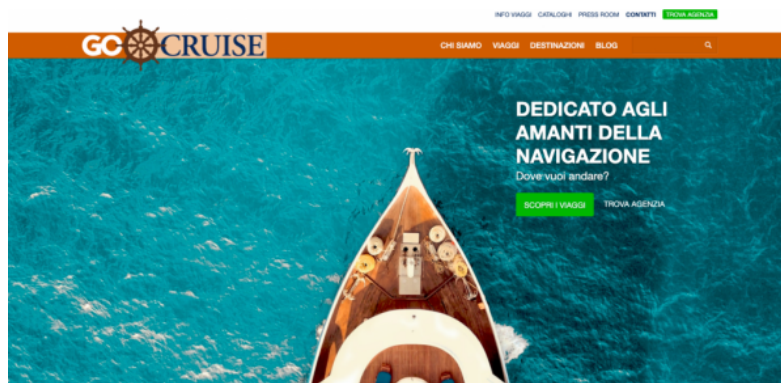 INFO VIAGGI CATALOGHI PRESS ROOM CONTATTI TROVA AGENZIA
GO CRUISE
CHI SIAMO VIAGGI DESTINAZIONI BLOG
DEDICATO AGLI
AMANTI DELLA
NAVIGAZIONE
Dove vuoi andare?
SCOPRI I VIAGGI TROVA AGENZIA